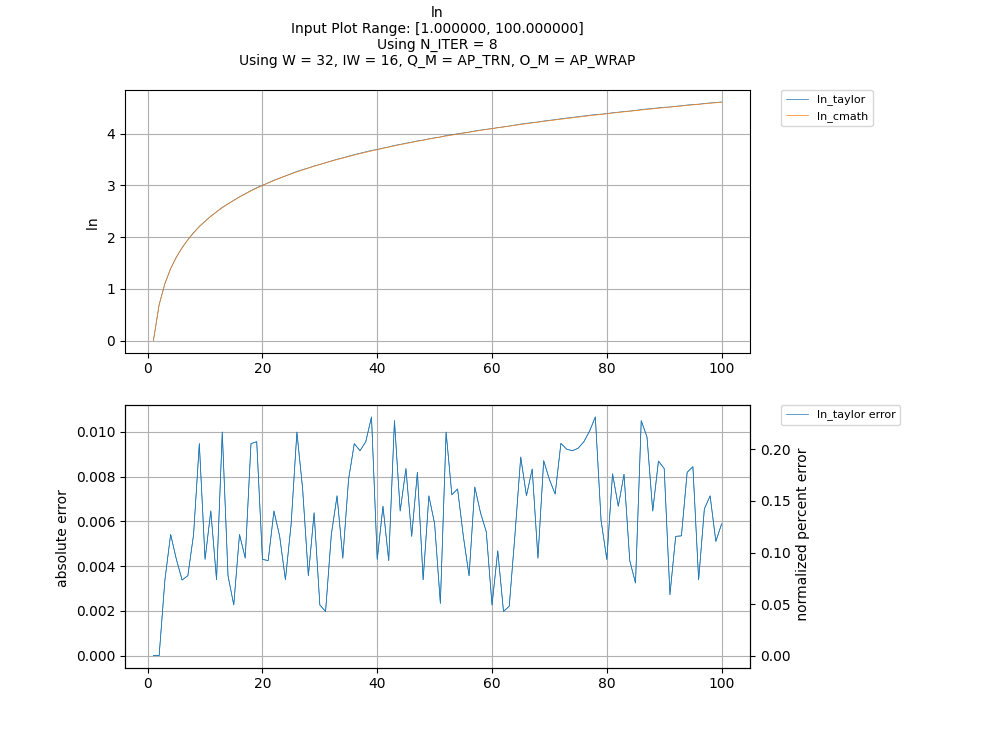 ln
Input Plot Range: [1.000000, 100.000000]
Using N_ITER = 8
Using W = 32, IW = 16, Q_M = AP_TRN, O_M = AP_WRAP
ln_taylor
ln_cmath
ln
4
3
2
1
0
0 20 40 60 80 100
ln_taylor error
absolute error
0.010
0.008
0.006
0.004
0.002
0.000
0.20
0.15
0.10
0.05
0.00
normalized percent error
0 20 40 60 80 100